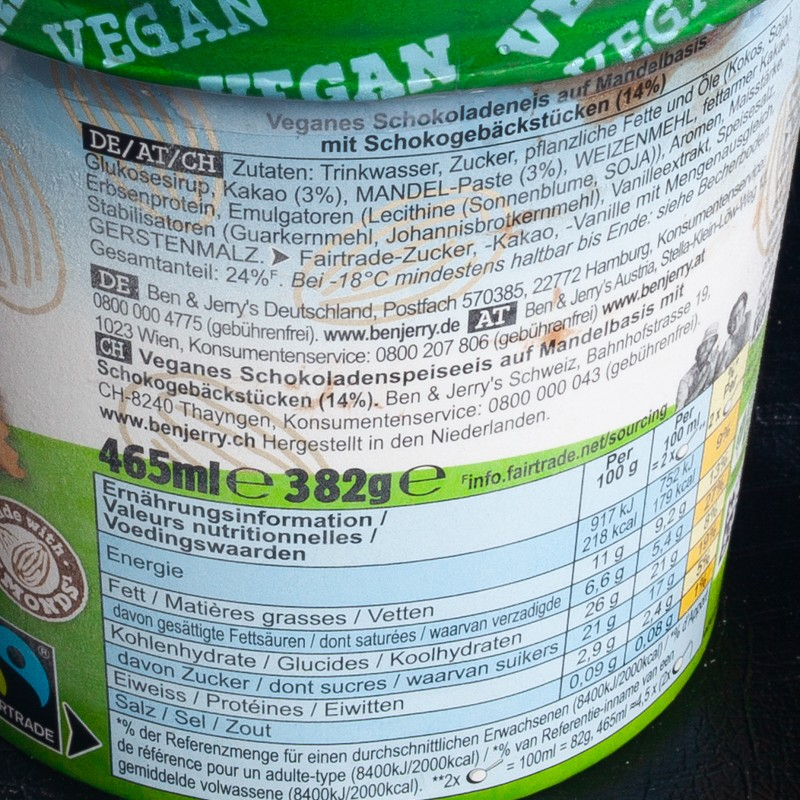 VEGAN VEGAN
Veganes Schokoladeneis auf Mandelbasis
mit Schokogebäckstücken (14%)
DE/AT/CH Zutaten: Trinkwasser, Zucker, pflanzliche Fette und Öle (Kokos, Soja),
Glukosesirup, Kakao (3%), MANDEL-Paste (3%), WEIZENMEHL, fettarmer Kakao,
Erbsenprotein, Emulgatoren (Lecithine (Sonnenblume, SOJA)), Aromen, Maisstärke,
Stabilisatoren (Guarkernmehl, Johannisbrotkernmehl), Vanilleextrakt, Speisesalz,
GERSTENMALZ. ➤ Fairtrade-Zucker, -Kakao, -Vanille mit Mengenausgleich,
Gesamtanteil: 24%ᶠ. Bei -18°C mindestens haltbar bis Ende: siehe Becherboden.
DE Ben & Jerry's Deutschland, Postfach 570385, 22772 Hamburg, Konsumentenservice:
0800 000 4775 (gebührenfrei). www.benjerry.de AT Ben & Jerry's Austria, Stella-Klein-Löw-Weg
1023 Wien, Konsumentenservice: 0800 207 806 (gebührenfrei) www.benjerry.at
CH Veganes Schokoladenspeiseeis auf Mandelbasis mit
Schokogebäckstücken (14%). Ben & Jerry's Schweiz, Bahnhofstrasse 19,
CH-8240 Thayngen, Konsumentenservice: 0800 000 043 (gebührenfrei).
www.benjerry.ch Hergestellt in den Niederlanden.
465ml e 382g e ᶠinfo.fairtrade.net/sourcing
Ernährungsinformation /
Valeurs nutritionnelles /
Voedingswaarden
Per
100 g
Per
100 ml
=2x
Energie 917 kJ 752 kJ
218 kcal 179 kcal 9%
Fett / Matières grasses / Vetten 11 g 9,2 g 13%
davon gesättigte Fettsäuren / dont saturées / waarvan verzadigde 6,6 g 5,4 g 27%
Kohlenhydrate / Glucides / Koolhydraten 26 g 21 g 8%
davon Zucker / dont sucres / waarvan suikers 21 g 17 g 19%
Eiweiss / Protéines / Eiwitten 2,9 g 2,4 g 5%
Salz / Sel / Zout 0,09 g 0,08 g 1%
*% der Referenzmenge für einen durchschnittlichen Erwachsenen (8400kJ/2000kcal) / *% d'Apport
de référence pour un adulte-type (8400kJ/2000kcal) / *% van Referentie-inname van een
gemiddelde volwassene (8400kJ/2000kcal). **2x = 100ml = 82g, 465ml =4,5 x (2x
made with
ALMONDS
FAIRTRADE
®